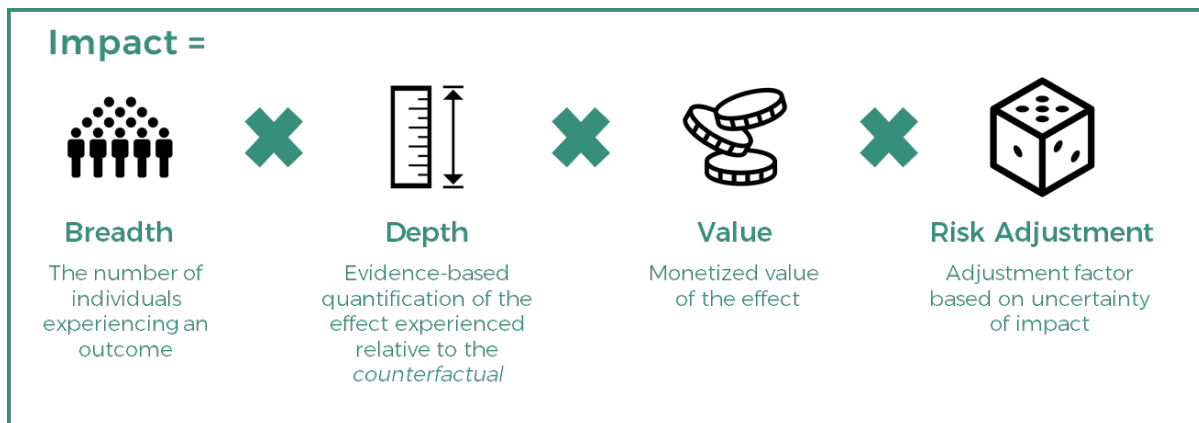 Impact =
Breadth
The number of
individuals
experiencing an
outcome
Depth
Evidence-based
quantification of the
effect experienced
relative to the
counterfactual
Value
Monetized value
of the effect
Risk Adjustment
Adjustment factor
based on uncertainty
of impact